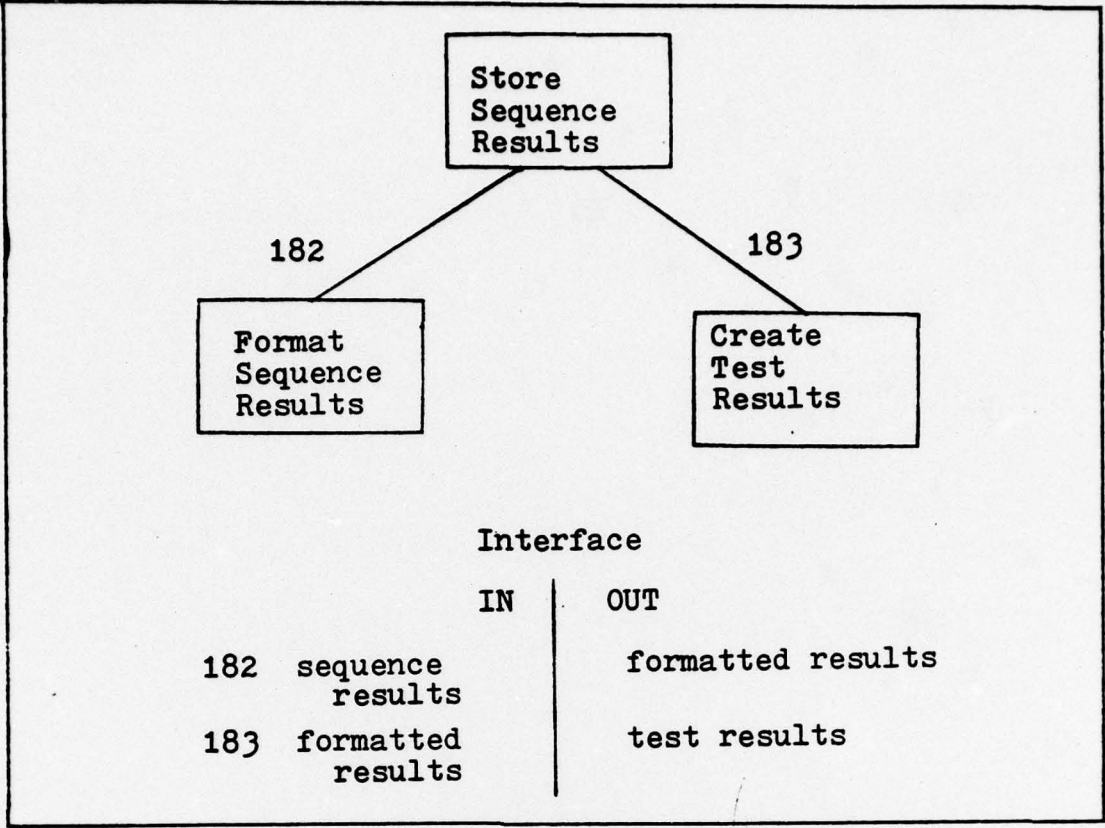 Store
Sequence
Results
182
183
Format
Sequence
Results
Create
Test
Results
Interface
IN OUT
182 sequence results formatted results
183 formatted results test results